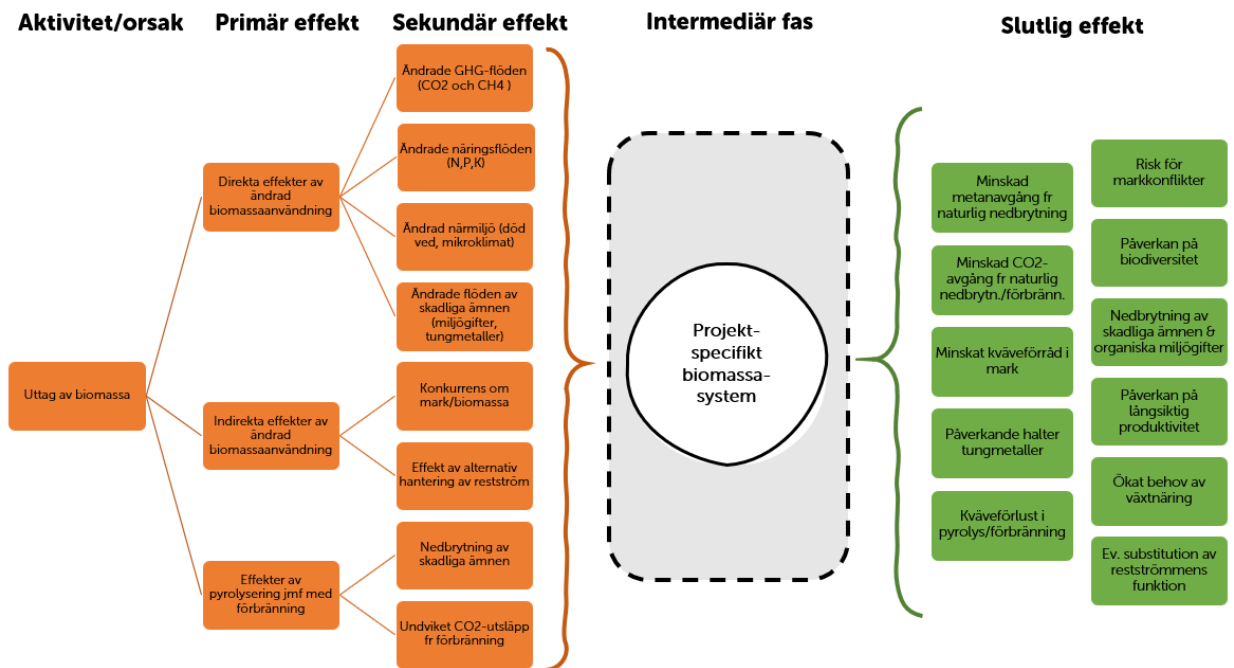 Aktivitet/orsak
Primär effekt
Sekundär effekt
Intermediär fas
Slutlig effekt
Uttag av biomassa
Direkta effekter av
ändrad
biomassaanvändning
Indirekta effekter av
ändrad
biomassaanvändning
Effekter av
pyrolysering jmf med
förbränning
Ändrade GHG-flöden
(CO2 och CH4 )
Ändrade näringsflöden
(N,P,K)
Ändrad närmiljö (död
ved, mikroklimat)
Ändrade flöden av
skadliga ämnen
(miljögifter,
tungmetaller)
Konkurrens om
mark/biomassa
Effekt av alternativ
hantering av restström
Nedbrytning av
skadliga ämnen
Undviket CO2-utsläpp
fr förbränning
Projekt-
specifikt
biomassa-
system
Minskad
metanavgång fr
naturlig nedbrytning
Minskad CO2-
avgång fr naturlig
nedbrytn./förbränn.
Minskat kväveförråd i
mark
Påverkande halter
tungmetaller
Kväveförlust i
pyrolys/förbränning
Risk för
markkonflikter
Påverkan på
biodiversitet
Nedbrytning av
skadliga ämnen &
organiska miljögifter
Påverkan på
långsiktig
produktivitet
Ökat behov av
växtnäring
Ev. substitution av
restströmmens
funktion